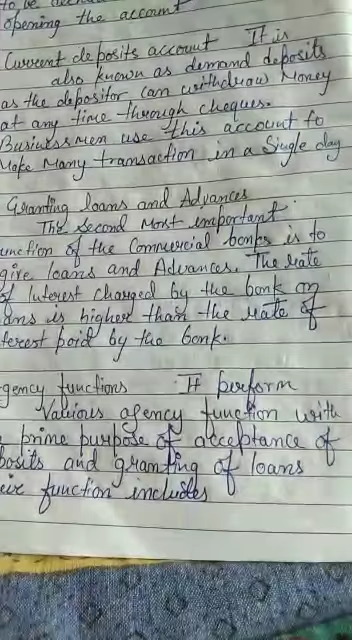 to be
opening the account
Current deposits account It is
also known as demand deposits
as the depositor can withdraw Money
at any time through cheques.
Businessmen use this account to
Make Many transaction in a Single day
Granting loans and Advances
The Second Most important
unction of the Commercial banks is to
give loans and Advances. The rate
of Interest charged by the bank on
ans is higher than the rate of
terest paid by the bank.
gency functions It perform
Various agency function with
prime purpose of acceptance of
posits and granting of loans
eir function includes